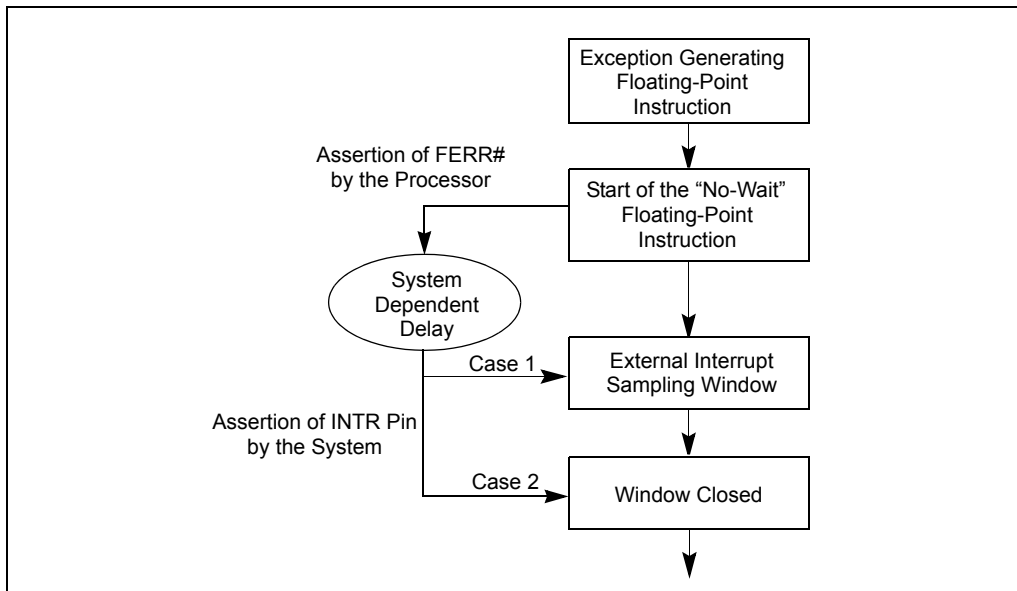 Exception Generating
Floating-Point
Instruction
Assertion of FERR#
by the Processor
Start of the “No-Wait”
Floating-Point
Instruction
System
Dependent
Delay
Case 1
External Interrupt
Sampling Window
Assertion of INTR Pin
by the System
Case 2
Window Closed